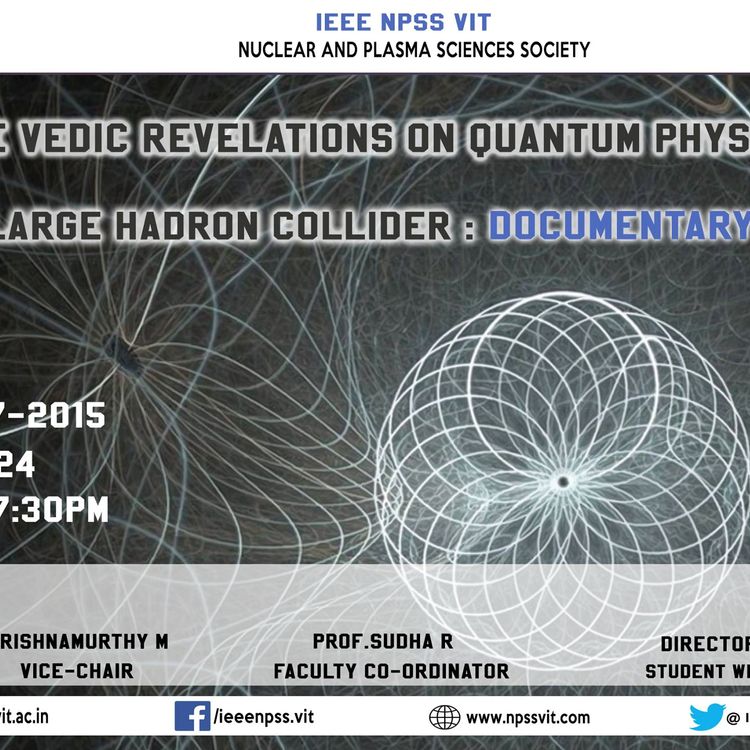 IEEE NPSS VIT
NUCLEAR AND PLASMA SCIENCES SOCIETY
E VEDIC REVELATIONS ON QUANTUM PHYS
LARGE HADRON COLLIDER : DOCUMENTARY
7-2015
24
7:30PM
RISHNAMURTHY M
VICE-CHAIR
PROF.SUDHA R
FACULTY CO-ORDINATOR
DIRECTOR
STUDENT WE
vit.ac.in
/ieeenpss.vit
www.npssvit.com
@ i